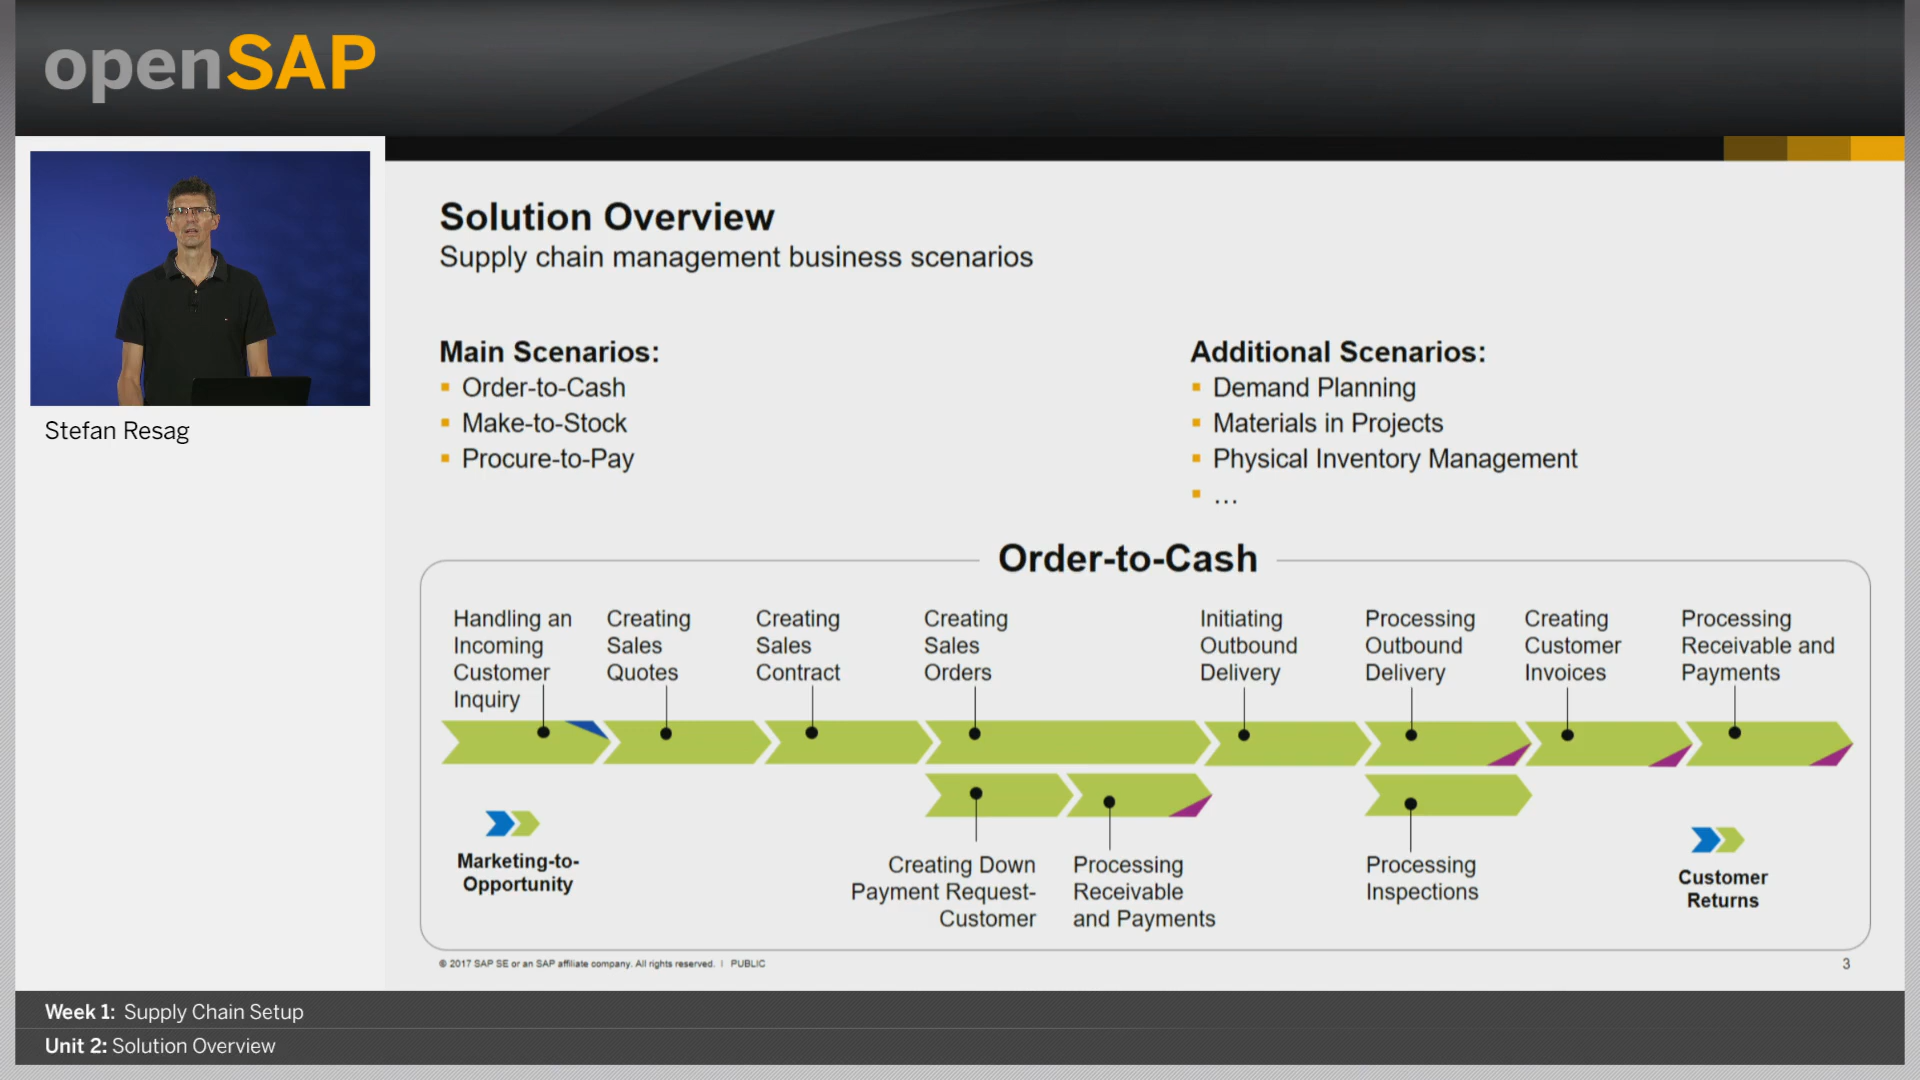 openSAP
Stefan Resag
Solution Overview
Supply chain management business scenarios
Main Scenarios:
Order-to-Cash
Make-to-Stock
Procure-to-Pay
Additional Scenarios:
Demand Planning
Materials in Projects
Physical Inventory Management
…
Order-to-Cash
Handling an
Incoming
Customer
Inquiry
Creating
Sales
Quotes
Creating
Sales
Contract
Creating
Sales
Orders
Initiating
Outbound
Delivery
Processing
Outbound
Delivery
Creating
Customer
Invoices
Processing
Receivable and
Payments
Marketing-to-
Opportunity
Creating Down
Payment Request-
Customer
Processing
Receivable
and Payments
Processing
Inspections
Customer
Returns
© 2017 SAP SE or an SAP affiliate company. All rights reserved. | PUBLIC
3
Week 1: Supply Chain Setup
Unit 2: Solution Overview